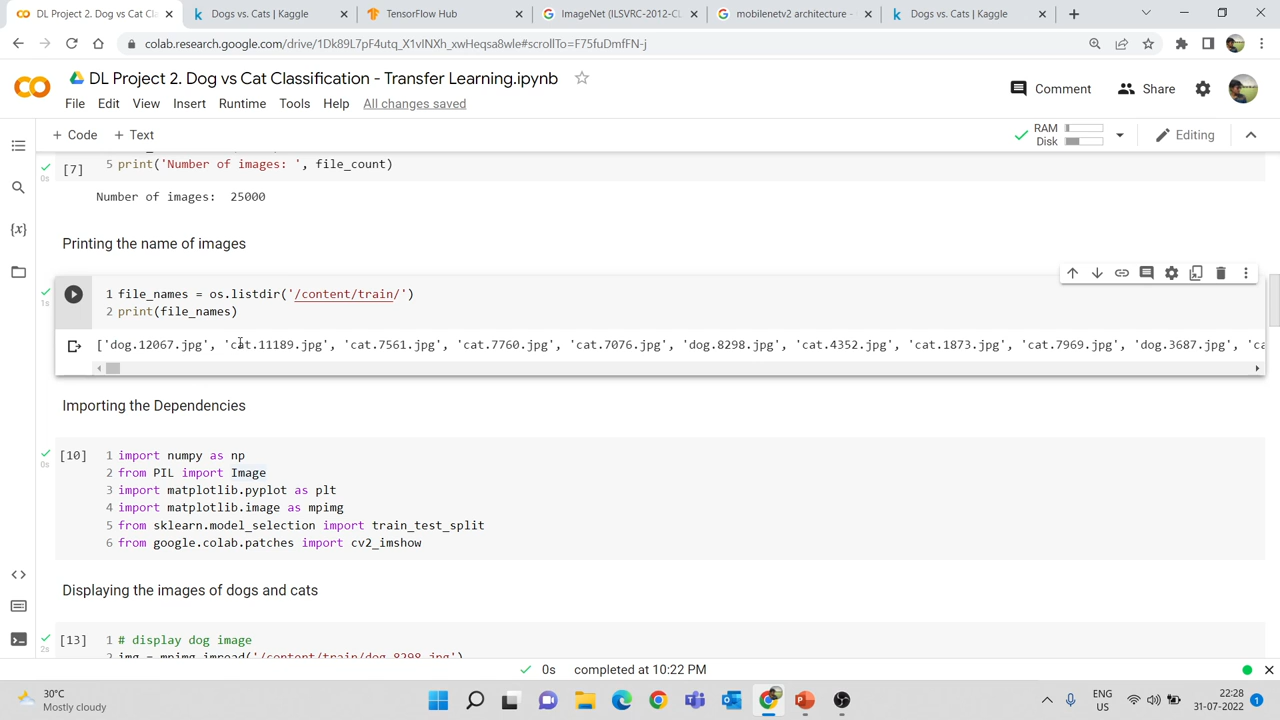 DL Project 2. Dog vs Cat Cl
Dogs vs. Cats | Kaggle
TensorFlow Hub
ImageNet (ILSVRC-2012-CL
mobilenetv2 architecture -
Dogs vs. Cats | Kaggle
colab.research.google.com/drive/1Dk89L7pF4utq_X1vINXh_xwHeqsa8wle#scrollTo=F75fuDmfFN-j
DL Project 2. Dog vs Cat Classification - Transfer Learning.ipynb
File Edit View Insert Runtime Tools Help All changes saved
Comment
Share
+ Code + Text
RAM
Disk
Editing
[7]
5 print('Number of images: ', file_count)
0s
Number of images:  25000
Printing the name of images
1s
1 file_names = os.listdir('/content/train/')
2 print(file_names)
['dog.12067.jpg', 'cat.11189.jpg', 'cat.7561.jpg', 'cat.7760.jpg', 'cat.7076.jpg', 'dog.8298.jpg', 'cat.4352.jpg', 'cat.1873.jpg', 'cat.7969.jpg', 'dog.3687.jpg', 'ca
Importing the Dependencies
[10]
0s
1 import numpy as np
2 from PIL import Image
3 import matplotlib.pyplot as plt
4 import matplotlib.image as mpimg
5 from sklearn.model_selection import train_test_split
6 from google.colab.patches import cv2_imshow
Displaying the images of dogs and cats
[13]
2s
1 # display dog image
2 img = mpimg.imread('/content/train/dog.8298.jpg')
0s completed at 10:22 PM
30°C
Mostly cloudy
ENG
US
22:28
31-07-2022
1